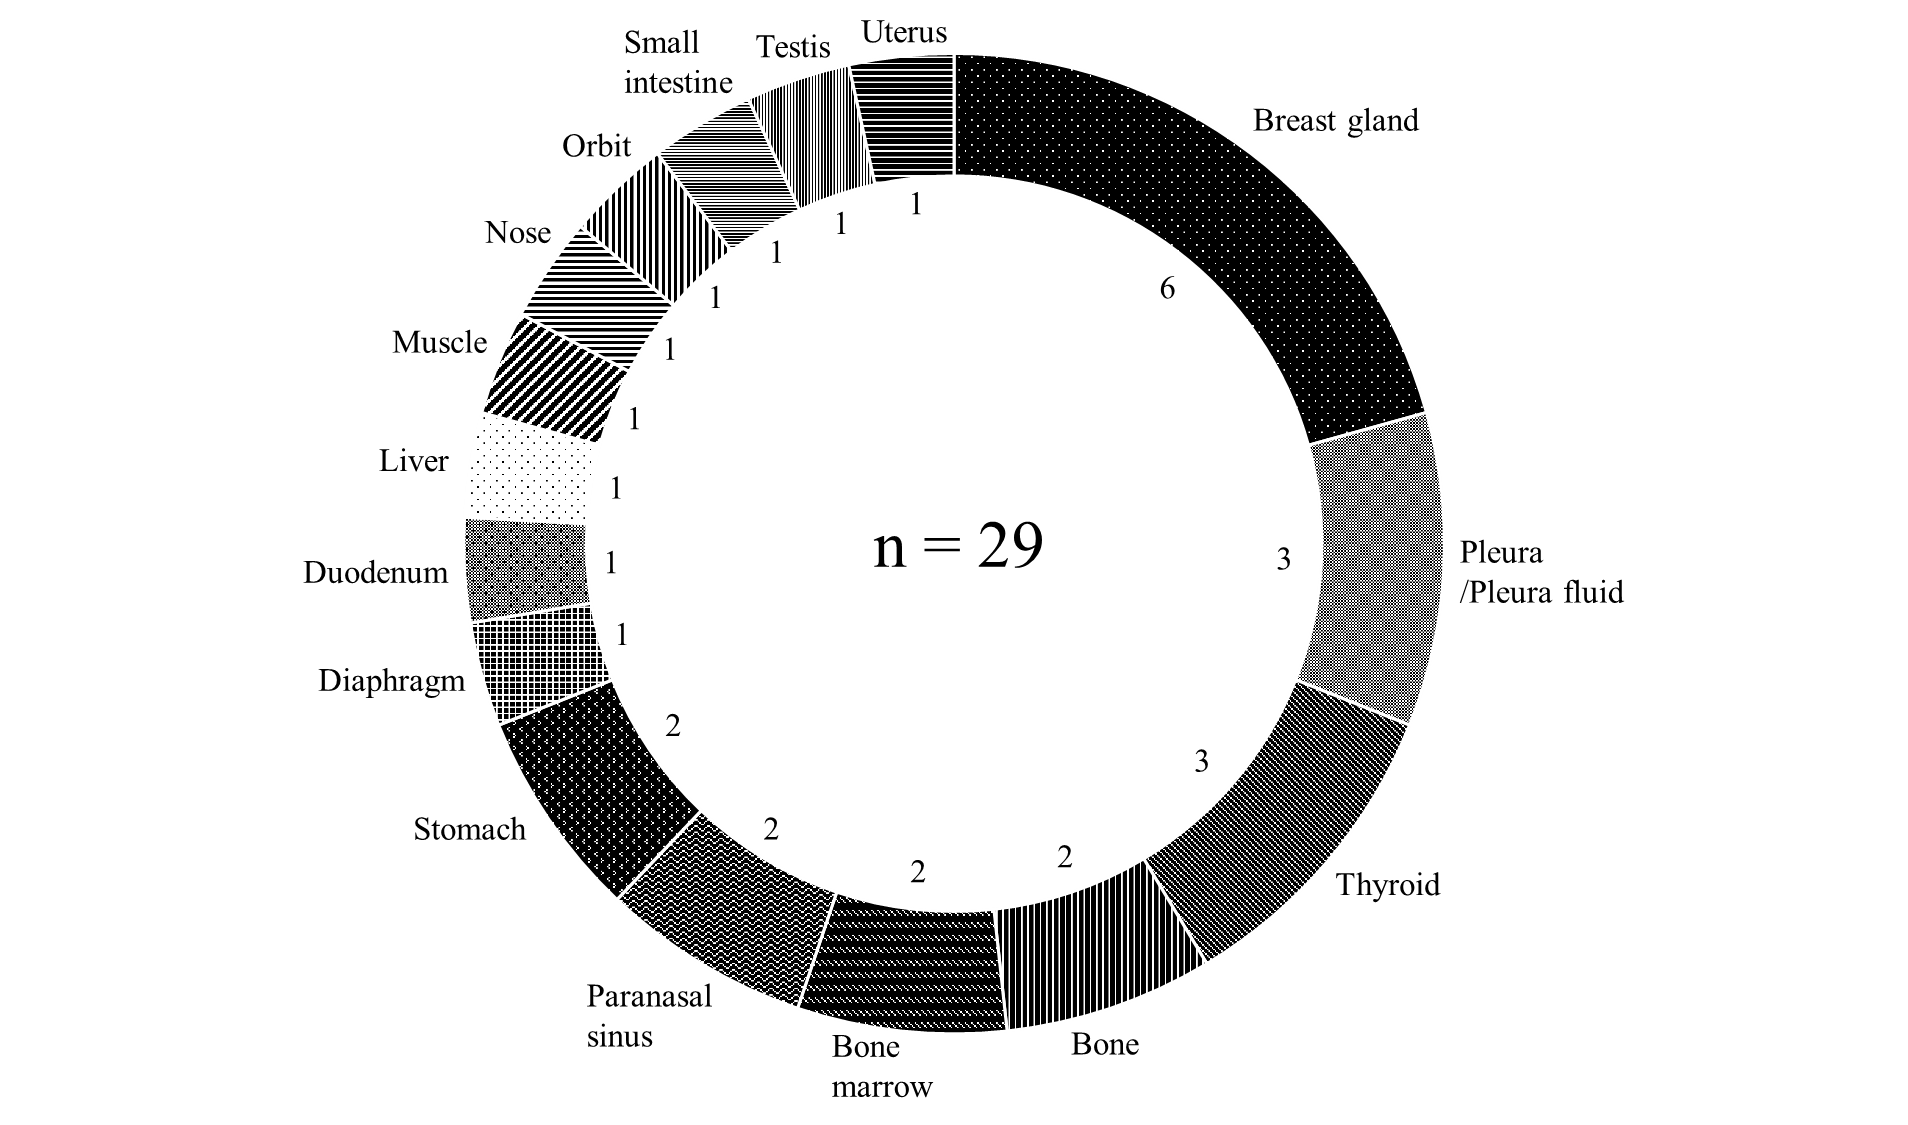 Uterus
Testis
Small
intestine
Orbit
Nose
Muscle
Liver
Duodenum
Diaphragm
Stomach
Paranasal
sinus
Bone
marrow
Bone
Thyroid
Pleura
/Pleura fluid
Breast gland
6
3
3
2
2
2
2
1
1
1
1
1
1
1
1
1
n = 29